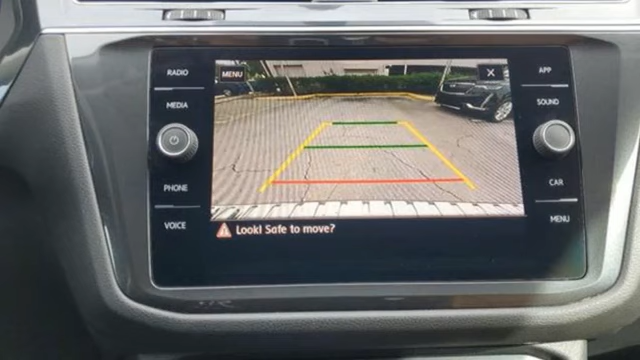 RADIO
MEDIA
PHONE
VOICE
MENU
X
Look! Safe to move?
APP
SOUND
CAR
MENU